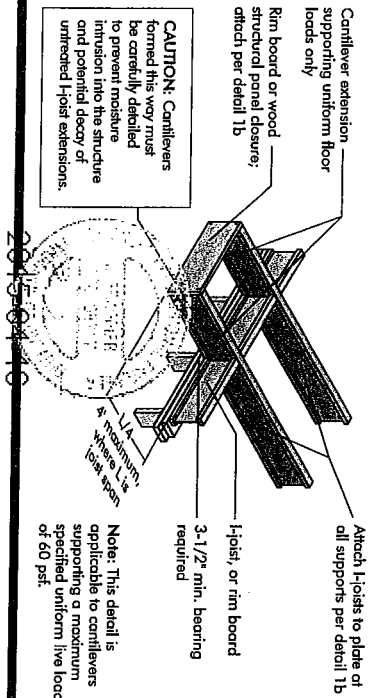 Cantilever extension
supporting uniform floor
loads only
Rim board or wood
structural panel closure;
attach per detail 1b
CAUTION: Cantilevers
formed this way must
be carefully detailed
to prevent moisture
intrusion into the structure
and potential decay of
untreated I-joist extensions.
Attach I-joists to plate at
all supports per detail 1b
I-joist, or rim board
3-1/2" min. bearing
required
L/4
4' maximum,
where L is
joist span
Note: This detail is
applicable to cantilevers
supporting a maximum
specified uniform live load
of 60 psf.